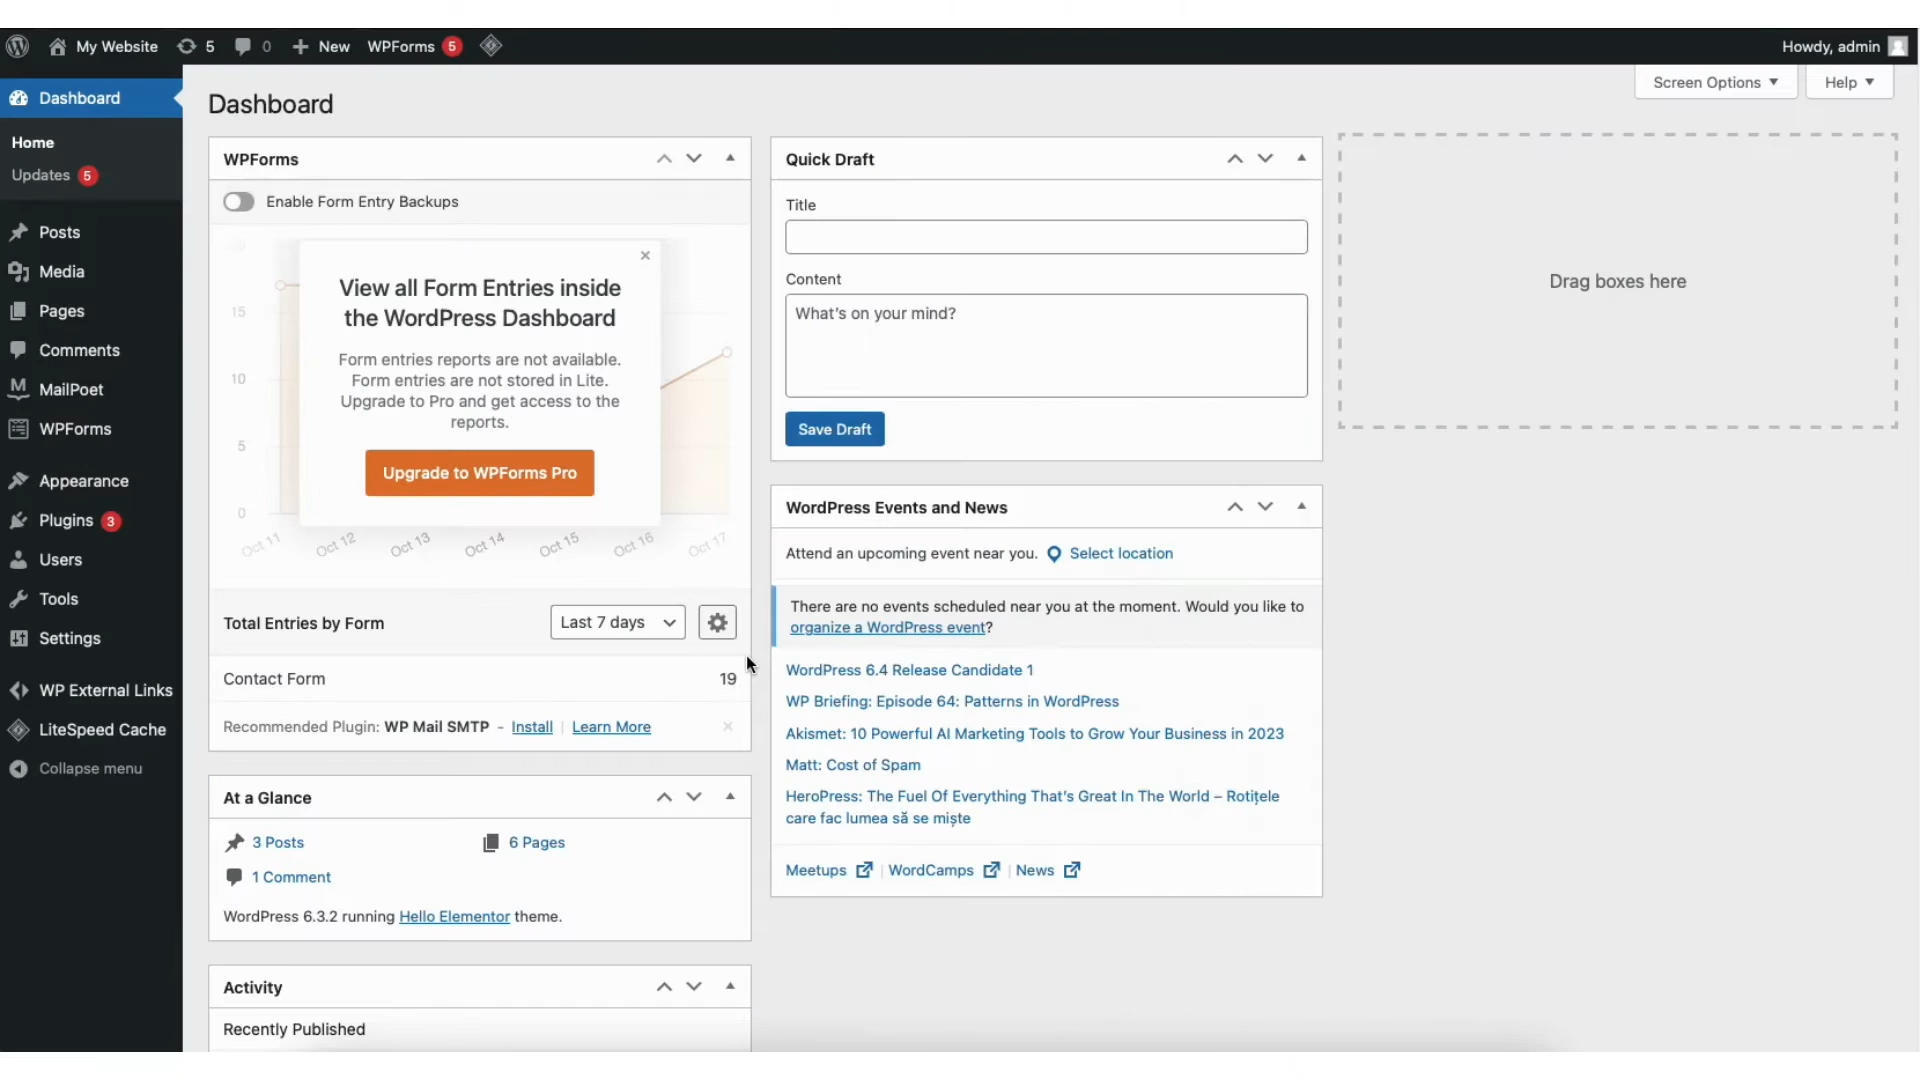 My Website 5 0 New WPForms 5 Howdy, admin
Screen Options Help
Dashboard
Home
Updates 5
Posts
Media
Pages
Comments
MailPoet
WPForms
Appearance
Plugins 3
Users
Tools
Settings
WP External Links
LiteSpeed Cache
Collapse menu
Dashboard
WPForms
Enable Form Entry Backups
View all Form Entries inside
the WordPress Dashboard
Form entries reports are not available.
Form entries are not stored in Lite.
Upgrade to Pro and get access to the
reports.
Upgrade to WPForms Pro
20
15
10
5
0
Oct 11 Oct 12 Oct 13 Oct 14 Oct 15 Oct 16 Oct 17
Total Entries by Form Last 7 days
Contact Form 19
Recommended Plugin: WP Mail SMTP - Install | Learn More
At a Glance
3 Posts 6 Pages
1 Comment
WordPress 6.3.2 running Hello Elementor theme.
Activity
Recently Published
Quick Draft
Title
Content
What's on your mind?
Save Draft
WordPress Events and News
Attend an upcoming event near you. Select location
There are no events scheduled near you at the moment. Would you like to
organize a WordPress event?
WordPress 6.4 Release Candidate 1
WP Briefing: Episode 64: Patterns in WordPress
Akismet: 10 Powerful AI Marketing Tools to Grow Your Business in 2023
Matt: Cost of Spam
HeroPress: The Fuel Of Everything That's Great In The World – Rotițele
care fac lumea să se miște
Meetups | WordCamps | News
Drag boxes here